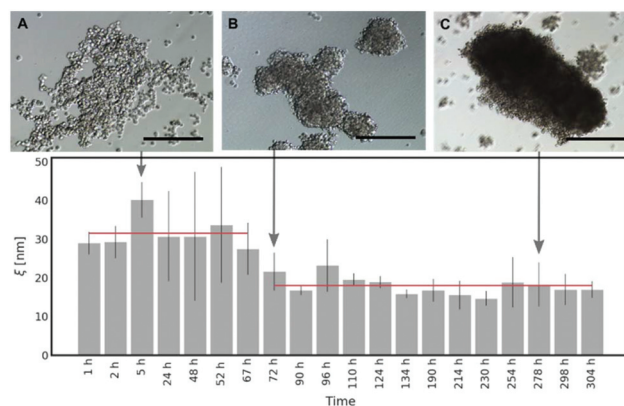 A
B
C
50
40
30
20
10
0
ξ [nm]
1 h
2 h
5 h
24 h
48 h
52 h
67 h
72 h
90 h
96 h
110 h
124 h
134 h
190 h
214 h
230 h
254 h
278 h
298 h
304 h
Time